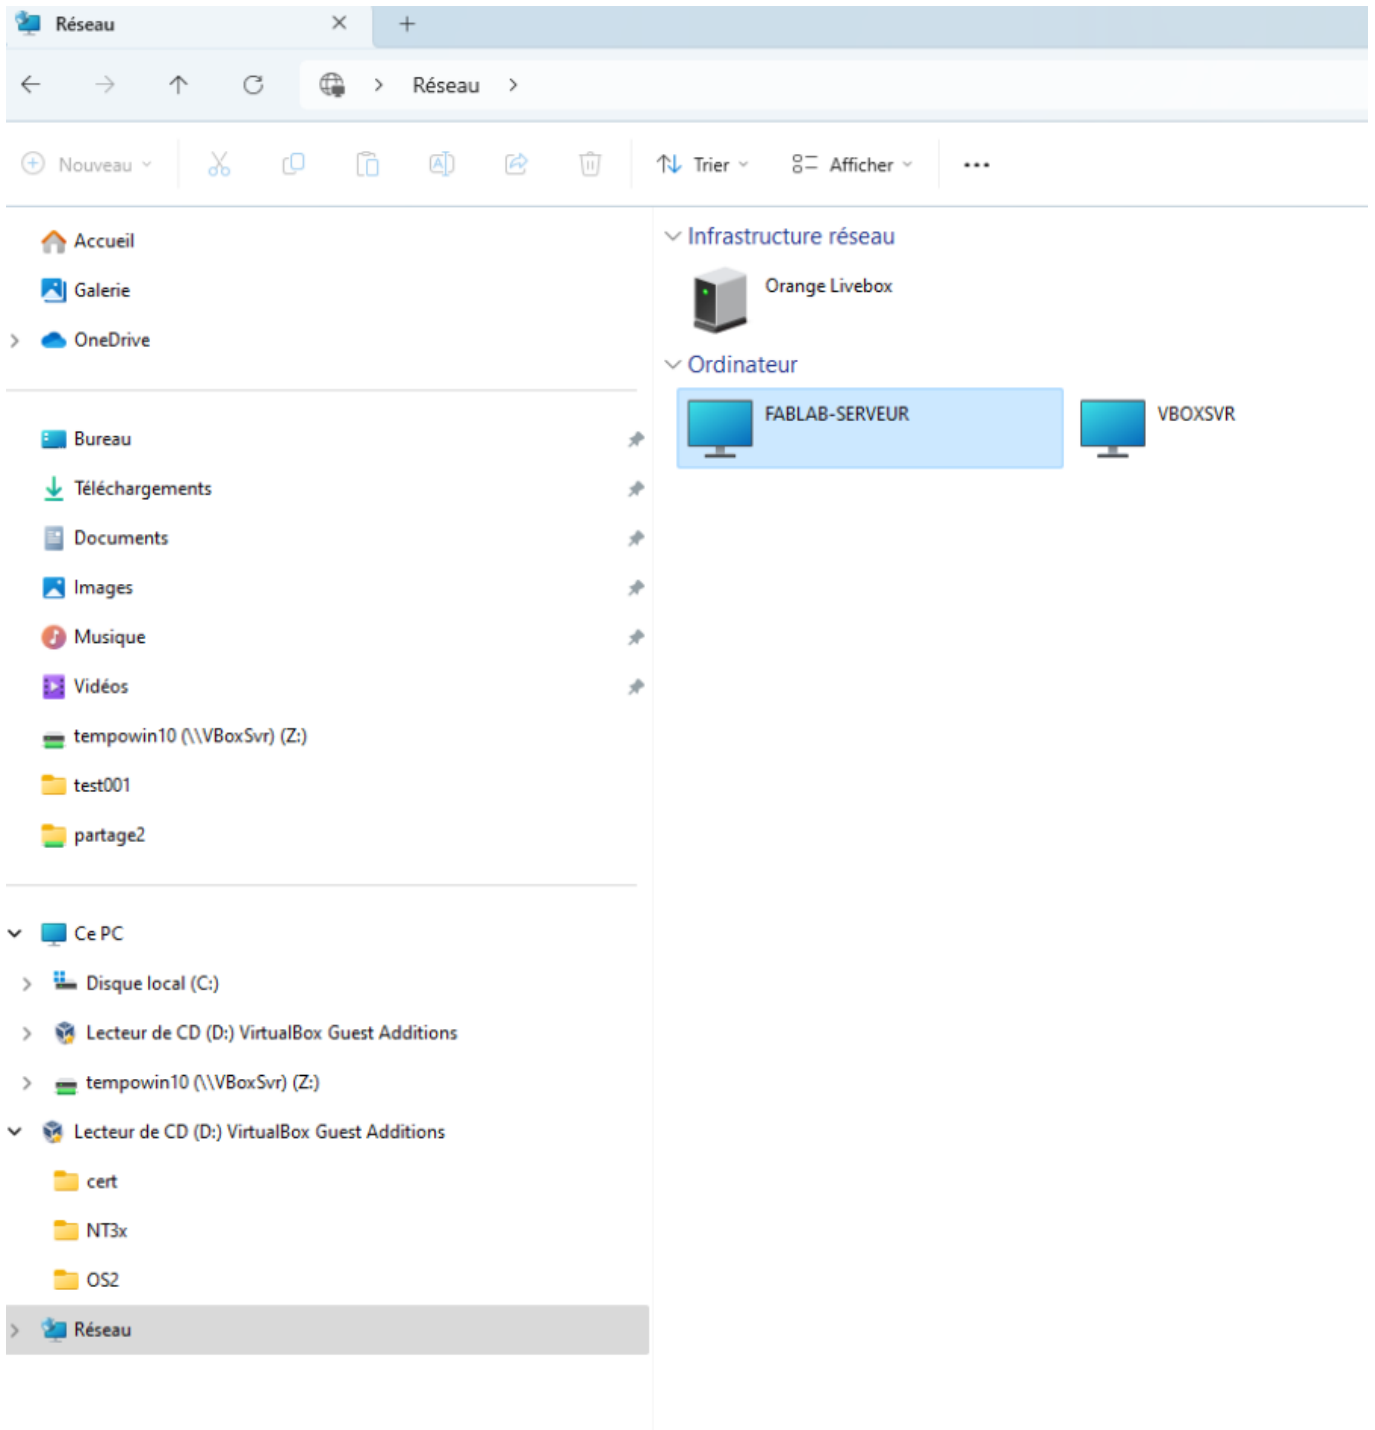 Réseau
Réseau
Nouveau
Trier
Afficher
Accueil
Galerie
OneDrive
Bureau
Téléchargements
Documents
Images
Musique
Vidéos
tempowin10 (\\VBoxSvr) (Z:)
test001
partage2
Ce PC
Disque local (C:)
Lecteur de CD (D:) VirtualBox Guest Additions
tempowin10 (\\VBoxSvr) (Z:)
Lecteur de CD (D:) VirtualBox Guest Additions
cert
NT3x
OS2
Réseau
Infrastructure réseau
Orange Livebox
Ordinateur
FABLAB-SERVEUR
VBOXSVR